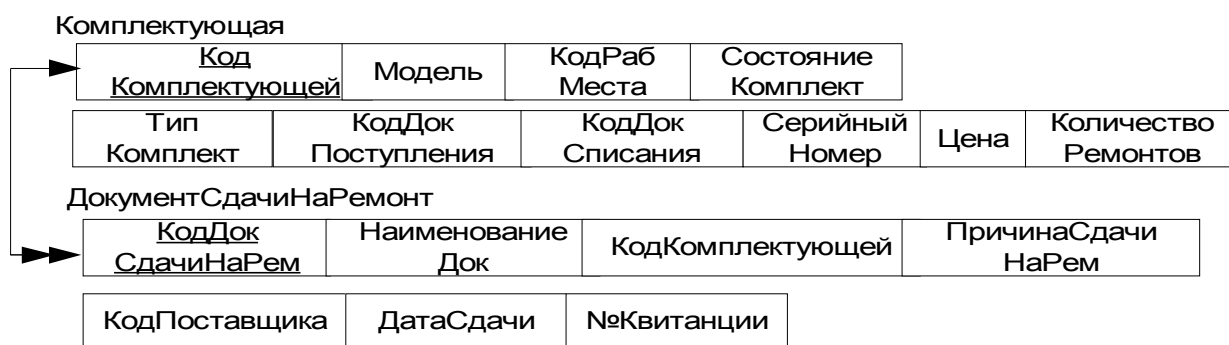 Комплектующая
Код Комплектующей
Модель
КодРаб Места
Состояние Комплект
Тип Комплект
КодДок Поступления
КодДок Списания
Серийный Номер
Цена
Количество Ремонтов
ДокументСдачиНаРемонт
КодДок СдачиНаРем
Наименование Док
КодКомплектующей
ПричинаСдачи НаРем
КодПоставщика
ДатаСдачи
№Квитанции